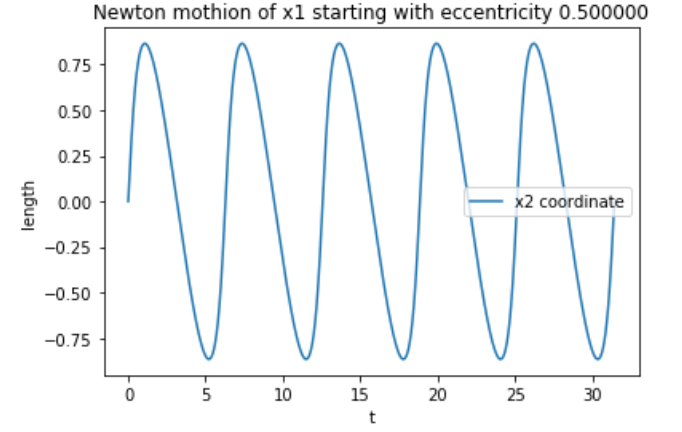 Newton mothion of x1 starting with eccentricity 0.500000
0.75
0.50
0.25
0.00
−0.25
−0.50
−0.75
length
x2 coordinate
0 5 10 15 20 25 30
t